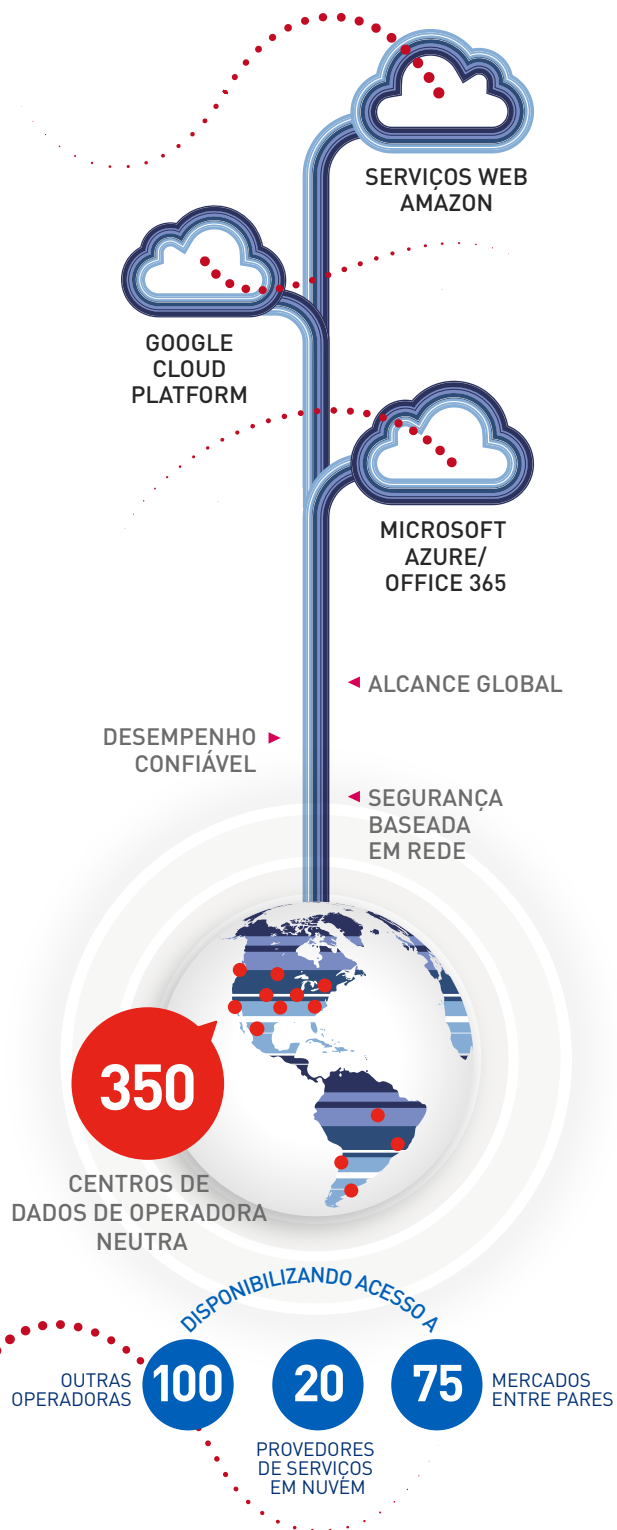 SERVIÇOS WEB
AMAZON
GOOGLE
CLOUD
PLATFORM
MICROSOFT
AZURE/
OFFICE 365
ALCANCE GLOBAL
DESEMPENHO
CONFIÁVEL
SEGURANÇA
BASEADA
EM REDE
350
CENTROS DE
DADOS DE OPERADORA
NEUTRA
DISPONIBILIZANDO ACESSO A
OUTRAS
OPERADORAS
100
20
PROVEDORES
DE SERVIÇOS
EM NUVÉM
75
MERCADOS
ENTRE PARES